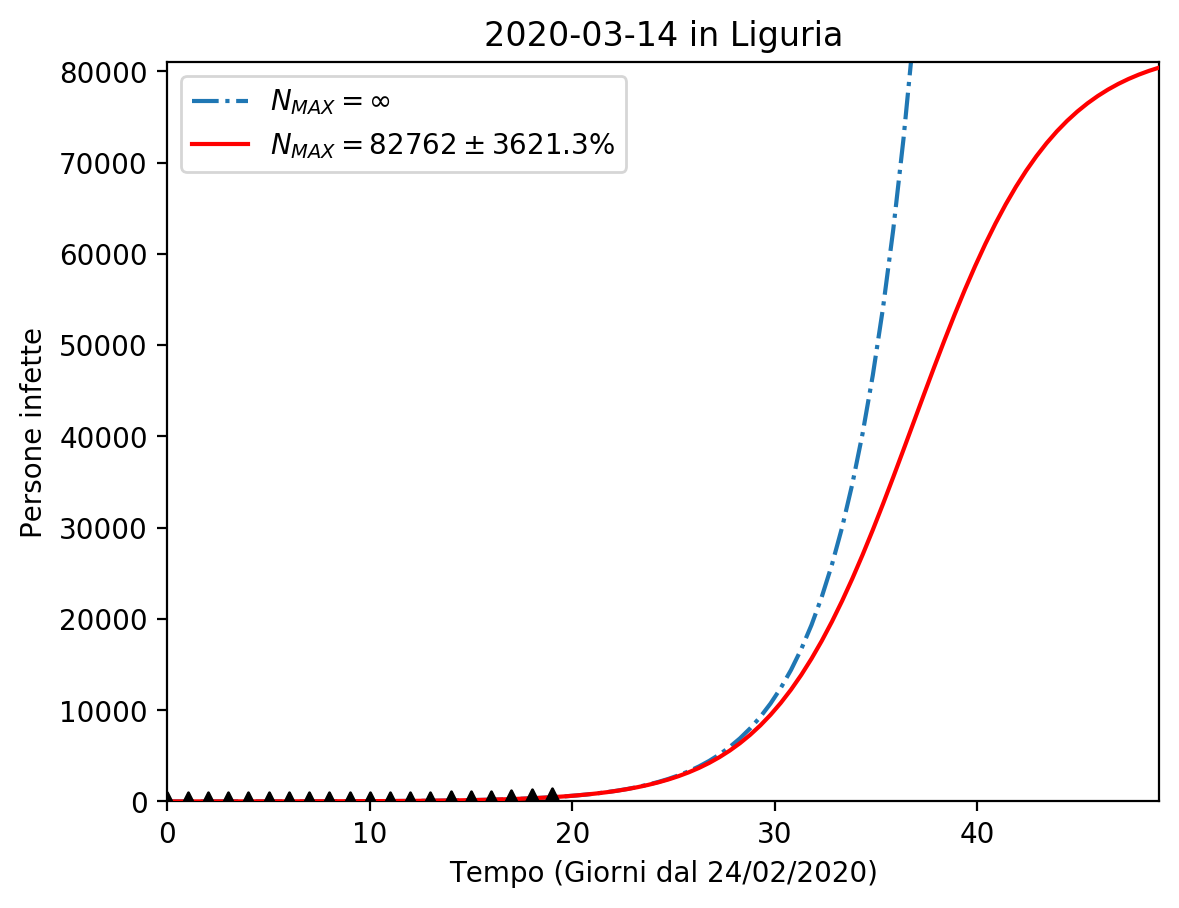 2020-03-14 in Liguria
N_MAX = ∞
N_MAX = 82762 ± 3621.3%
80000
70000
60000
50000
40000
30000
20000
10000
0
Persone infette
0 10 20 30 40
Tempo (Giorni dal 24/02/2020)